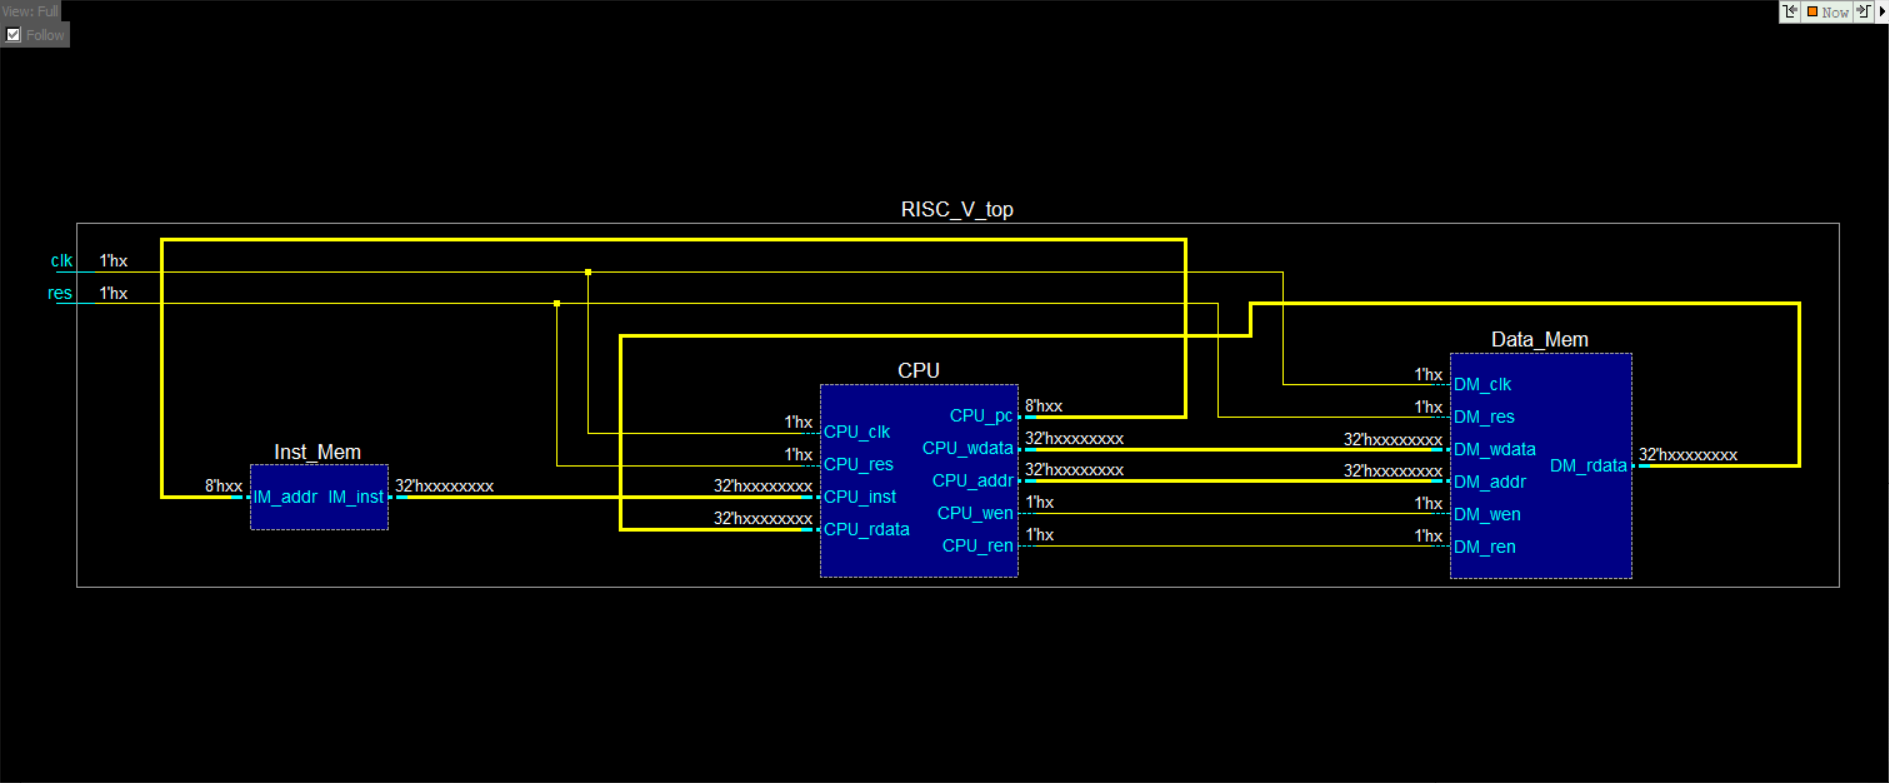 View: Full
Now
Follow
RISC_V_top
clk 1'hx
res 1'hx
Inst_Mem
8'hxx IM_addr IM_inst 32'hxxxxxxxx
CPU
1'hx CPU_clk
1'hx CPU_res
32'hxxxxxxxx CPU_inst
32'hxxxxxxxx CPU_rdata
CPU_pc 8'hxx
CPU_wdata 32'hxxxxxxxx
CPU_addr 32'hxxxxxxxx
CPU_wen 1'hx
CPU_ren 1'hx
Data_Mem
1'hx DM_clk
1'hx DM_res
32'hxxxxxxxx DM_wdata
32'hxxxxxxxx DM_addr
1'hx DM_wen
1'hx DM_ren
DM_rdata 32'hxxxxxxxx